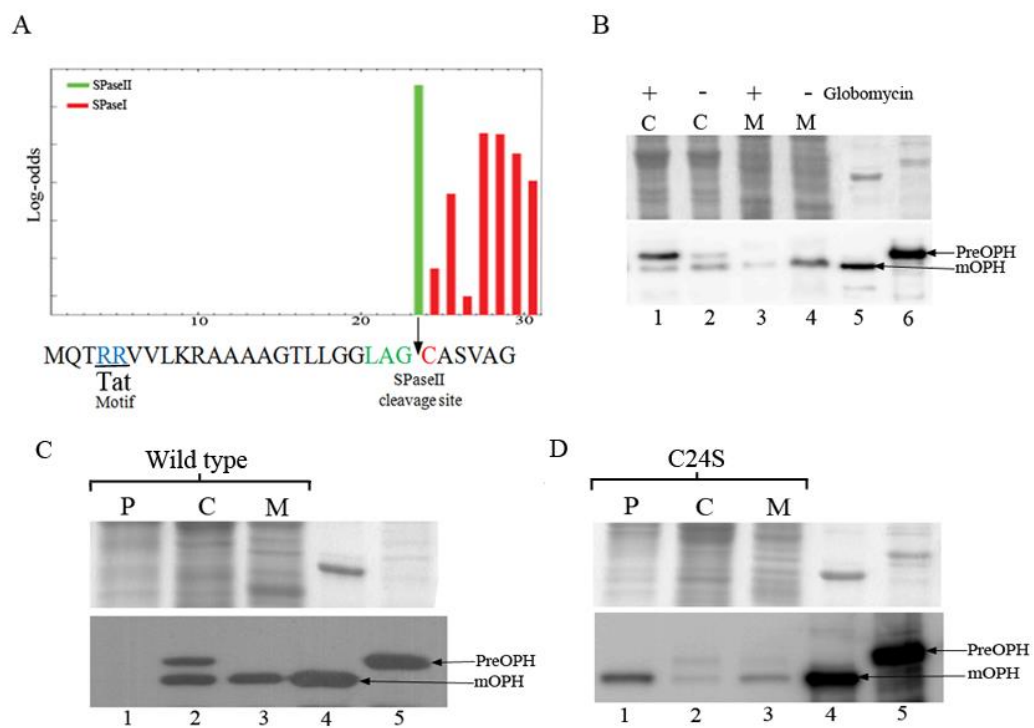 A
SPaseII
SPaseI
Log-odds
10
20
30
MQTRRVVLKRAAAAGTLLGGLAGCASVAG
Tat
Motif
SPaseII
cleavage site
B
+ - + - Globomycin
C C M M
PreOPH
mOPH
1 2 3 4 5 6
C
Wild type
P C M
PreOPH
mOPH
1 2 3 4 5
D
C24S
P C M
PreOPH
mOPH
1 2 3 4 5